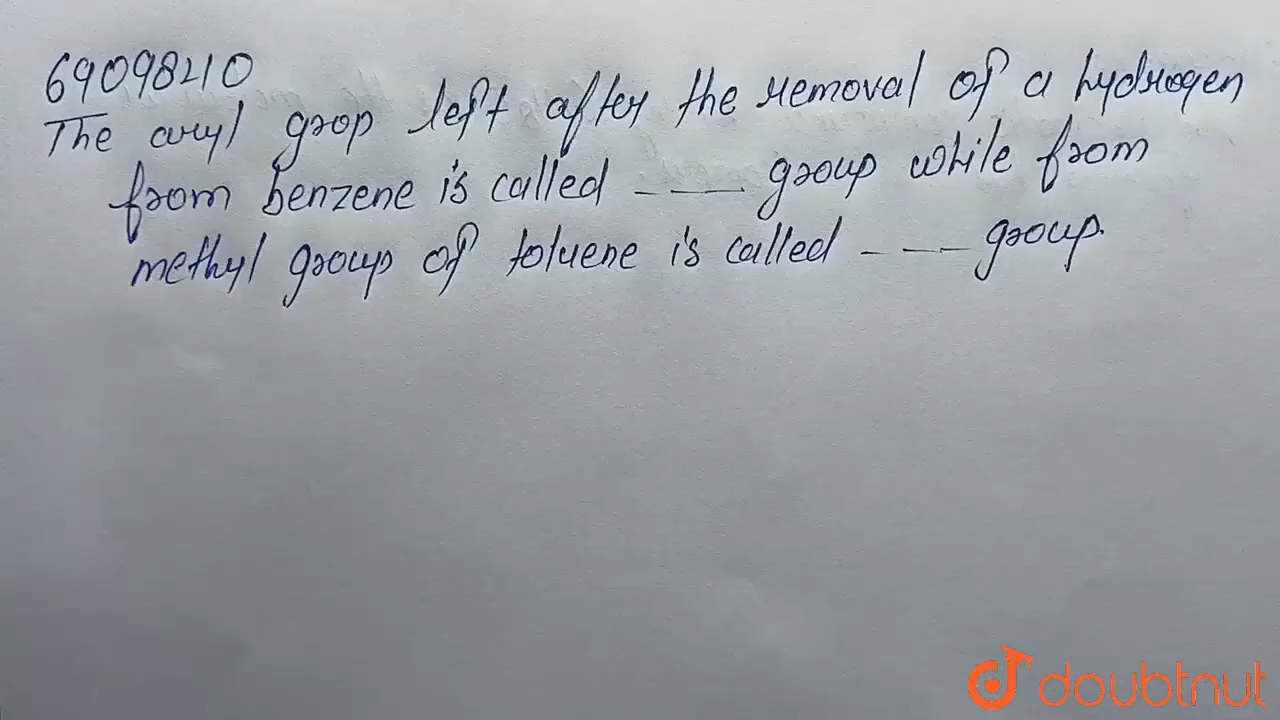 69098210
The aryl grop left after the removal of a hydrogen
from benzene is called ---- group while from
methyl group of toluene is called --- group.
doubtnut